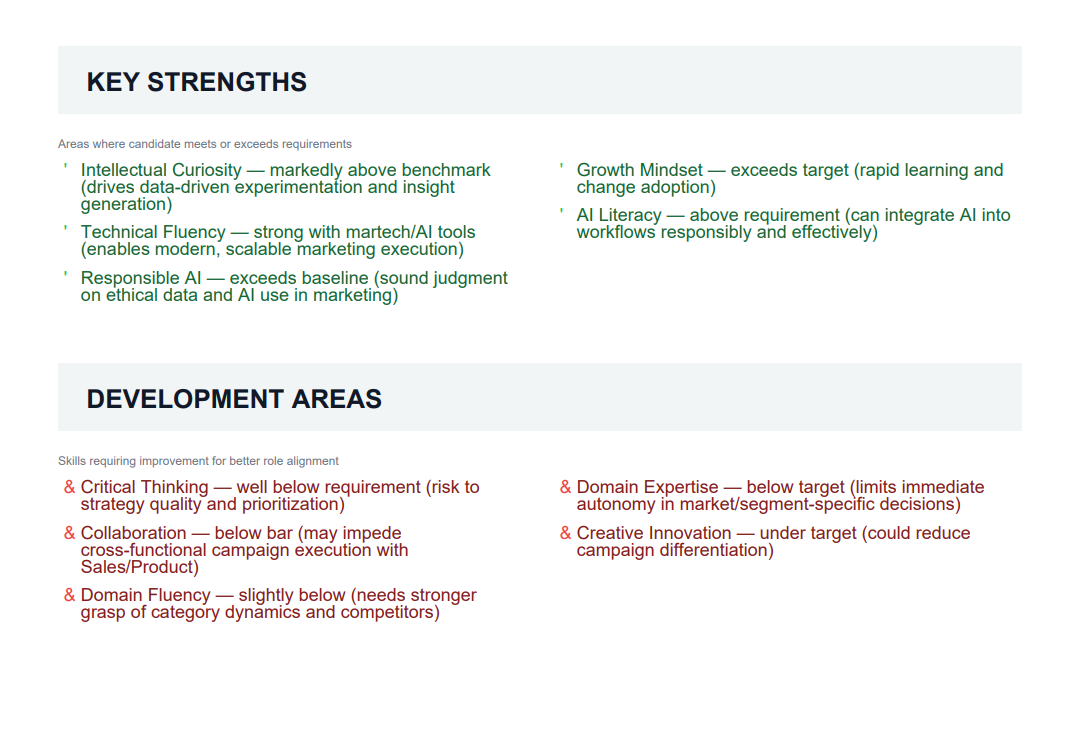 KEY STRENGTHS
Areas where candidate meets or exceeds requirements
' Intellectual Curiosity — markedly above benchmark
(drives data-driven experimentation and insight
generation)
' Technical Fluency — strong with martech/AI tools
(enables modern, scalable marketing execution)
' Responsible AI — exceeds baseline (sound judgment
on ethical data and AI use in marketing)
' Growth Mindset — exceeds target (rapid learning and
change adoption)
' AI Literacy — above requirement (can integrate AI into
workflows responsibly and effectively)
DEVELOPMENT AREAS
Skills requiring improvement for better role alignment
& Critical Thinking — well below requirement (risk to
strategy quality and prioritization)
& Collaboration — below bar (may impede
cross-functional campaign execution with
Sales/Product)
& Domain Fluency — slightly below (needs stronger
grasp of category dynamics and competitors)
& Domain Expertise — below target (limits immediate
autonomy in market/segment-specific decisions)
& Creative Innovation — under target (could reduce
campaign differentiation)